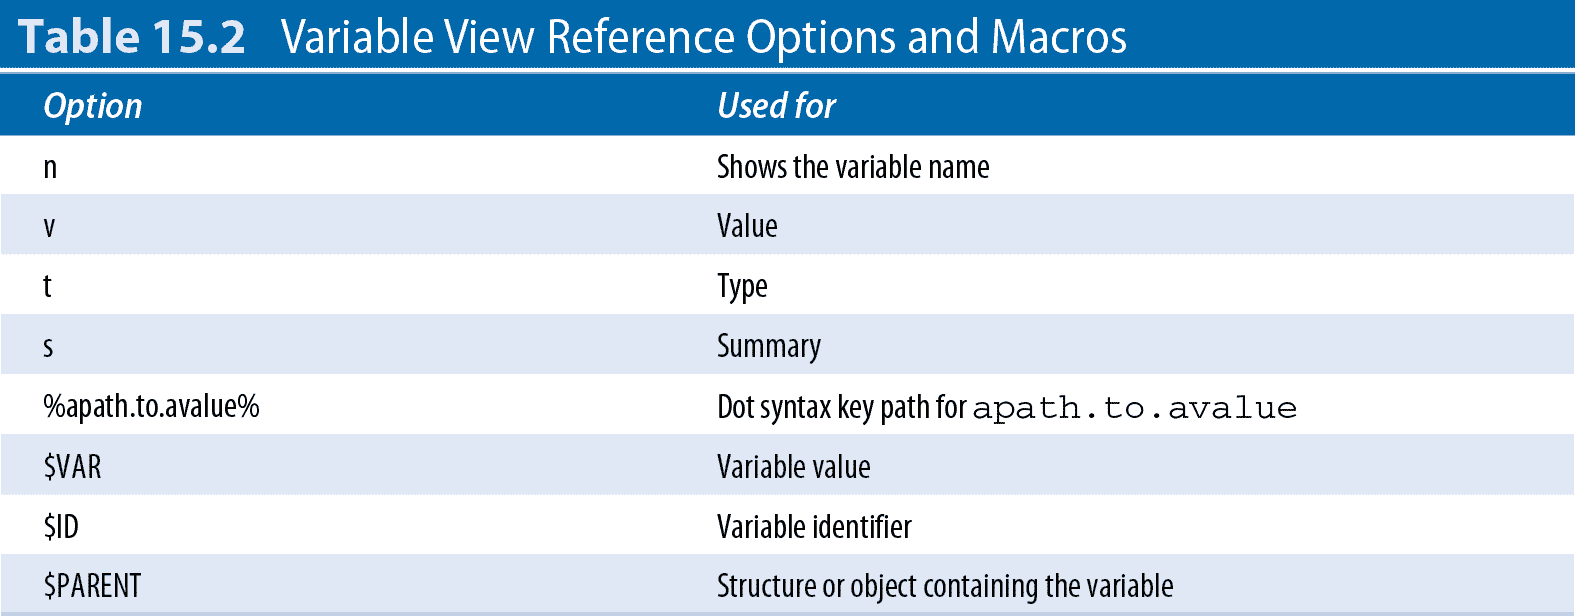 Table 15.2 Variable View Reference Options and Macros
Option Used for
n Shows the variable name
v Value
t Type
s Summary
%apath.to.avalue% Dot syntax key path for apath.to.avalue
$VAR Variable value
$ID Variable identifier
$PARENT Structure or object containing the variable